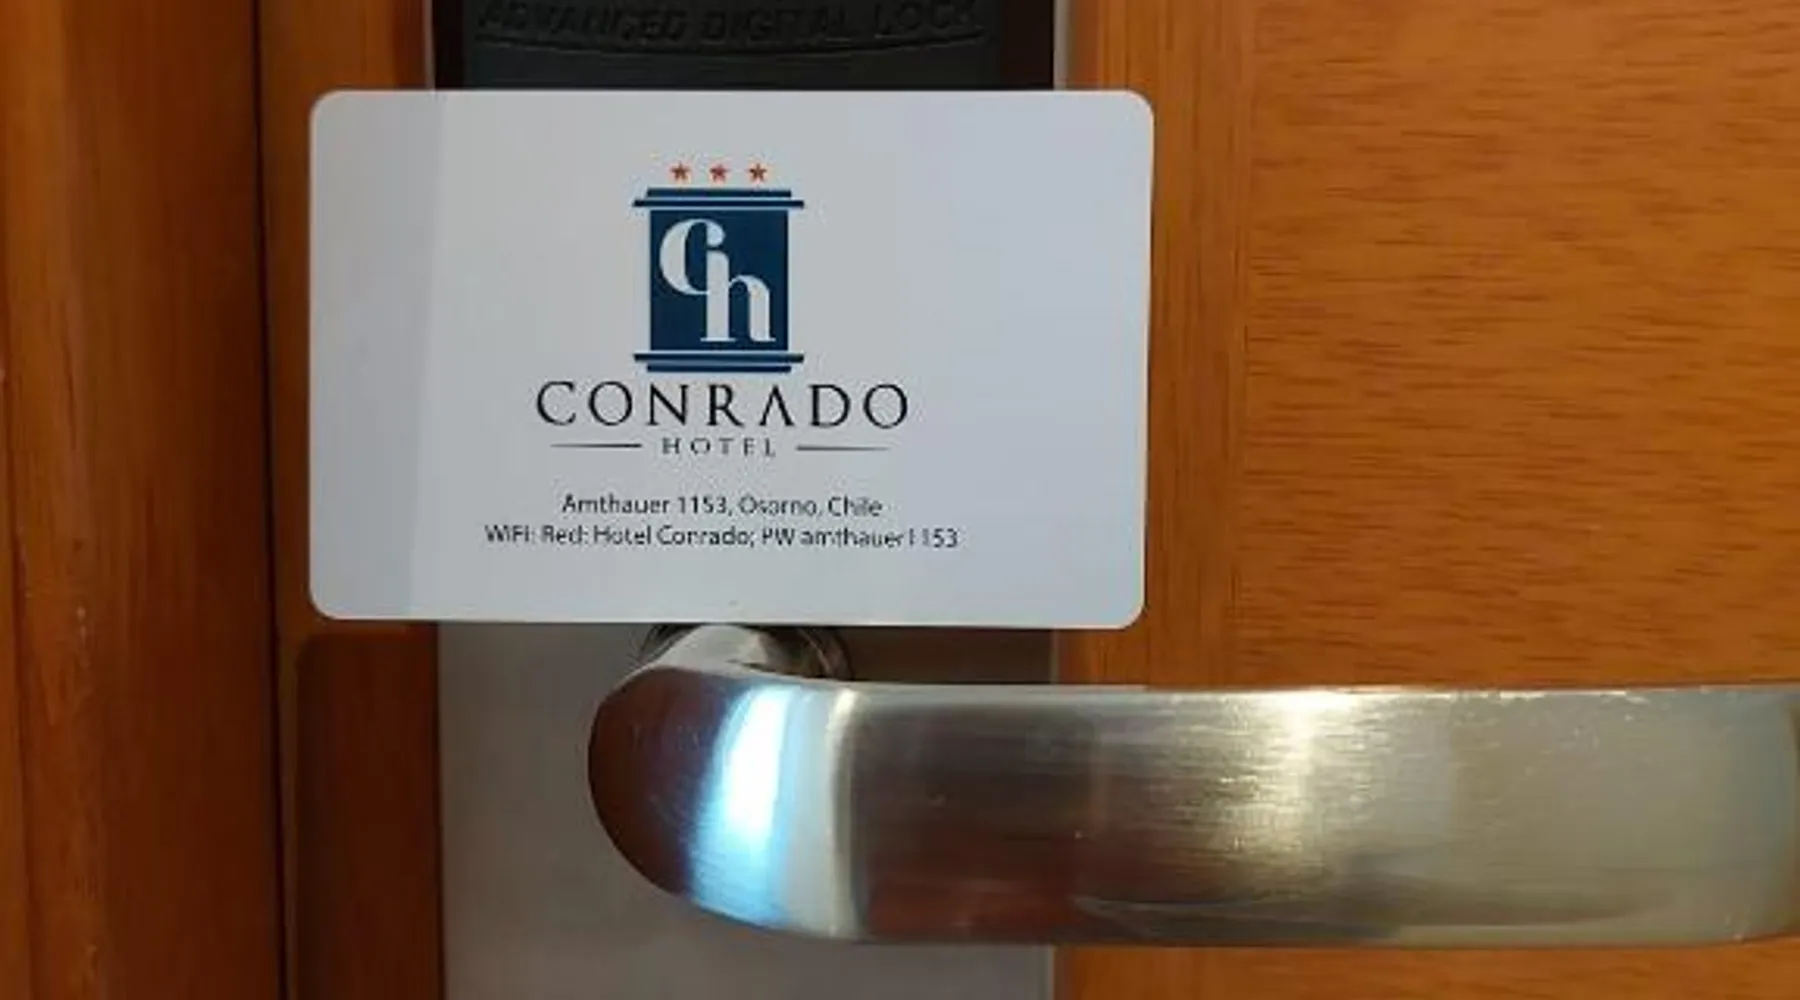 ADVANCED DIGITAL LOCK
ch
CONRADO
HOTEL
Amthauer 1153, Osorno, Chile
WIFI: Red: Hotel Conrado; PW amthauer1153